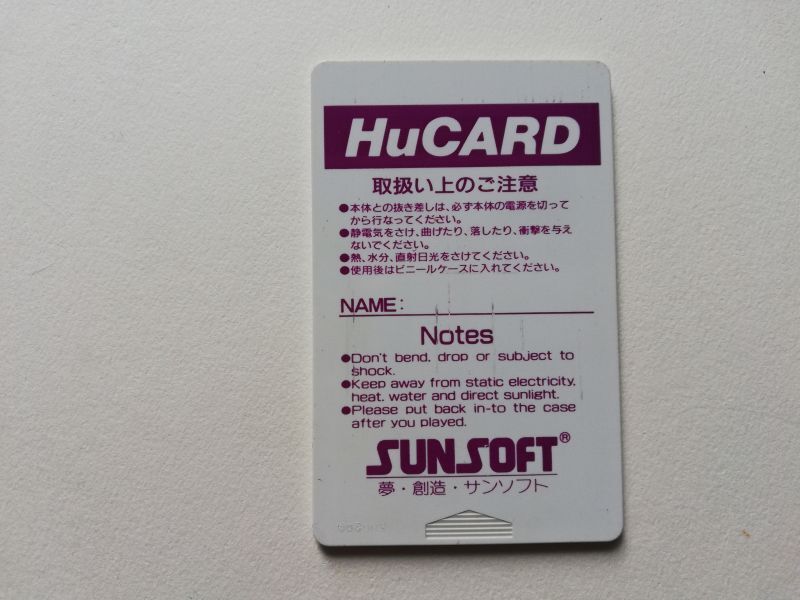 HuCARD
取扱い上のご注意
●本体との抜き差しは、必ず本体の電源を切って
から行なってください。
●静電気をさけ、曲げたり、落したり、衝撃を与え
ないでください。
●熱、水分、直射日光をさけてください。
●使用後はビニールケースに入れてください。
NAME:
Notes
●Don't bend, drop or subject to
shock.
●Keep away from static electricity,
heat, water and direct sunlight.
●Please put back in-to the case
after you played.
SUNSOFT®
夢・創造・サンソフト